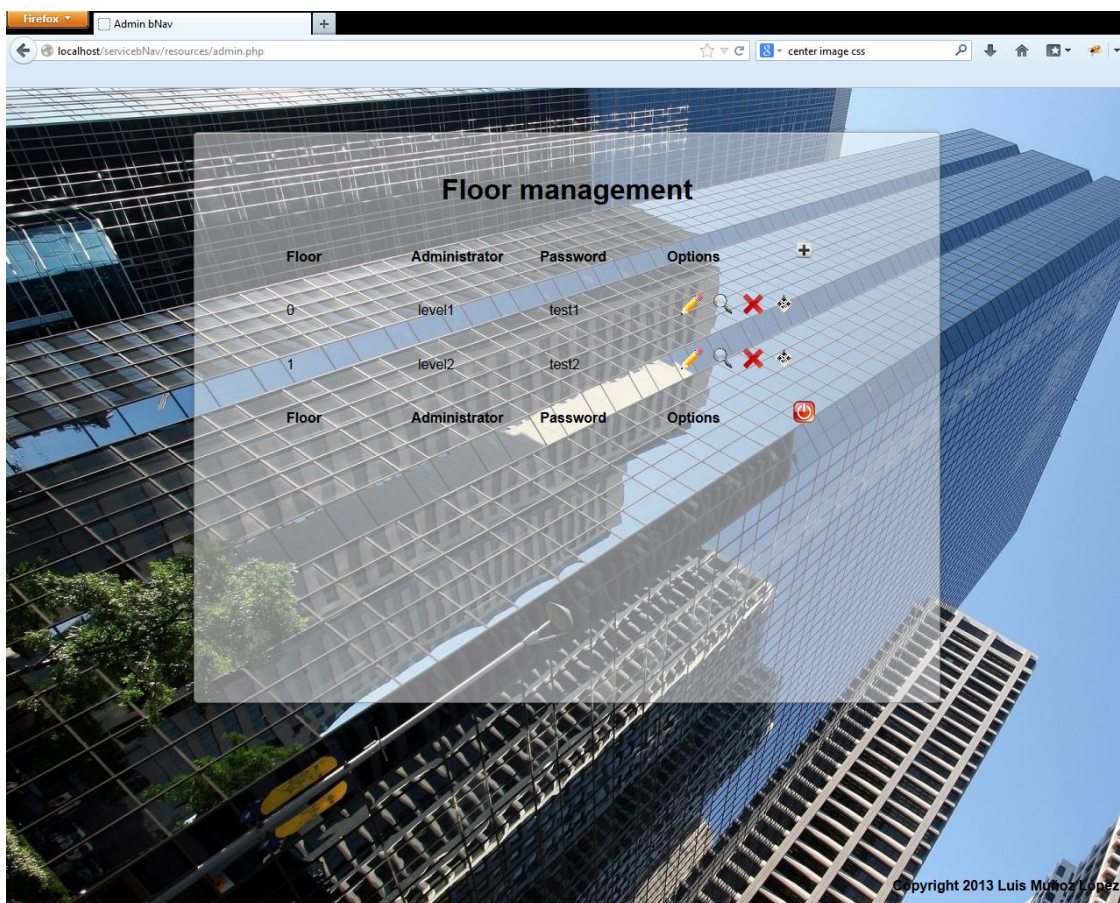 Firefox
Admin bNav
localhost/servicebNav/resources/admin.php
center image css
Floor management
Floor Administrator Password Options
0 level1 test1
1 level2 test2
Floor Administrator Password Options
Copyright 2013 Luis Muñoz Lopez